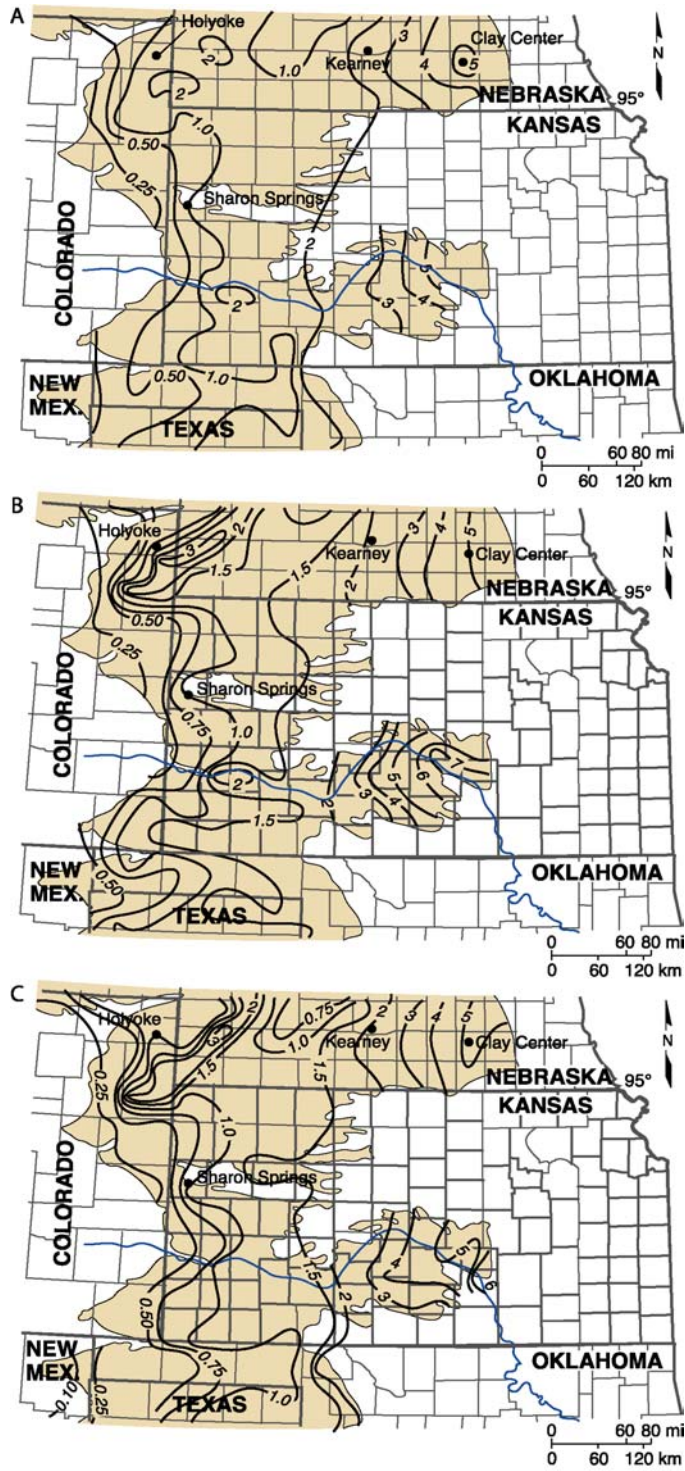 A
Holyoke
2
2
1.0
Kearney
3
4
Clay Center
5
N
NEBRASKA
95°
KANSAS
1.0
0.50
0.25
Sharon Springs
COLORADO
2
2
3
4
5
NEW
MEX.
0.50
1.0
TEXAS
OKLAHOMA
0 60 80 mi
0 60 120 km
B
Holyoke
3
2
1.5
1.5
Kearney
2
3
4
5
Clay Center
N
NEBRASKA
95°
KANSAS
0.50
0.25
Sharon Springs
COLORADO
0.75
1.0
2
1.5
2
3
4
5
6
7
NEW
MEX.
0.50
TEXAS
OKLAHOMA
0 60 80 mi
0 60 120 km
C
Holyoke
2
3
1.5
0.75
1.0
2
Kearney
3
4
5
Clay Center
N
NEBRASKA
95°
KANSAS
0.25
1.0
1.5
Sharon Springs
COLORADO
1.5
2
3
4
5
6
0.50
0.75
NEW
MEX.
0.10
0.25
1.0
TEXAS
OKLAHOMA
0 60 80 mi
0 60 120 km